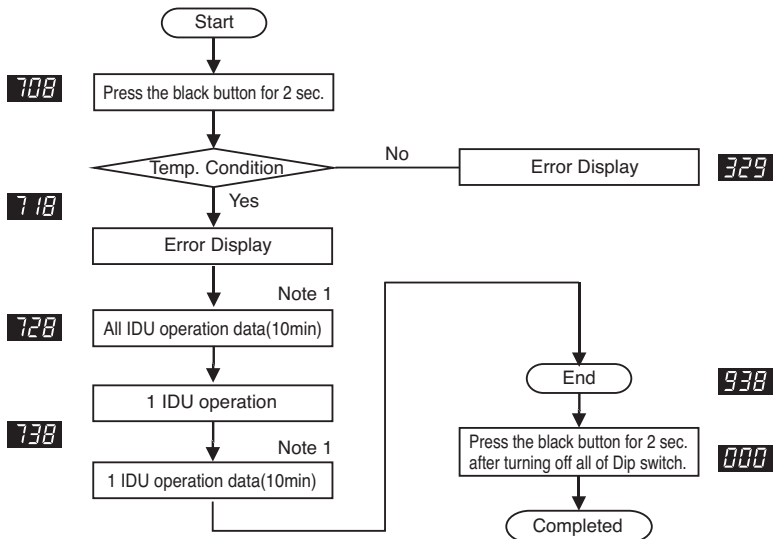 Start
708
Press the black button for 2 sec.
Temp. Condition
No
Error Display
329
718
Yes
Error Display
Note 1
728
All IDU operation data(10min)
1 IDU operation
738
Note 1
1 IDU operation data(10min)
End
938
Press the black button for 2 sec.
after turning off all of Dip switch.
000
Completed